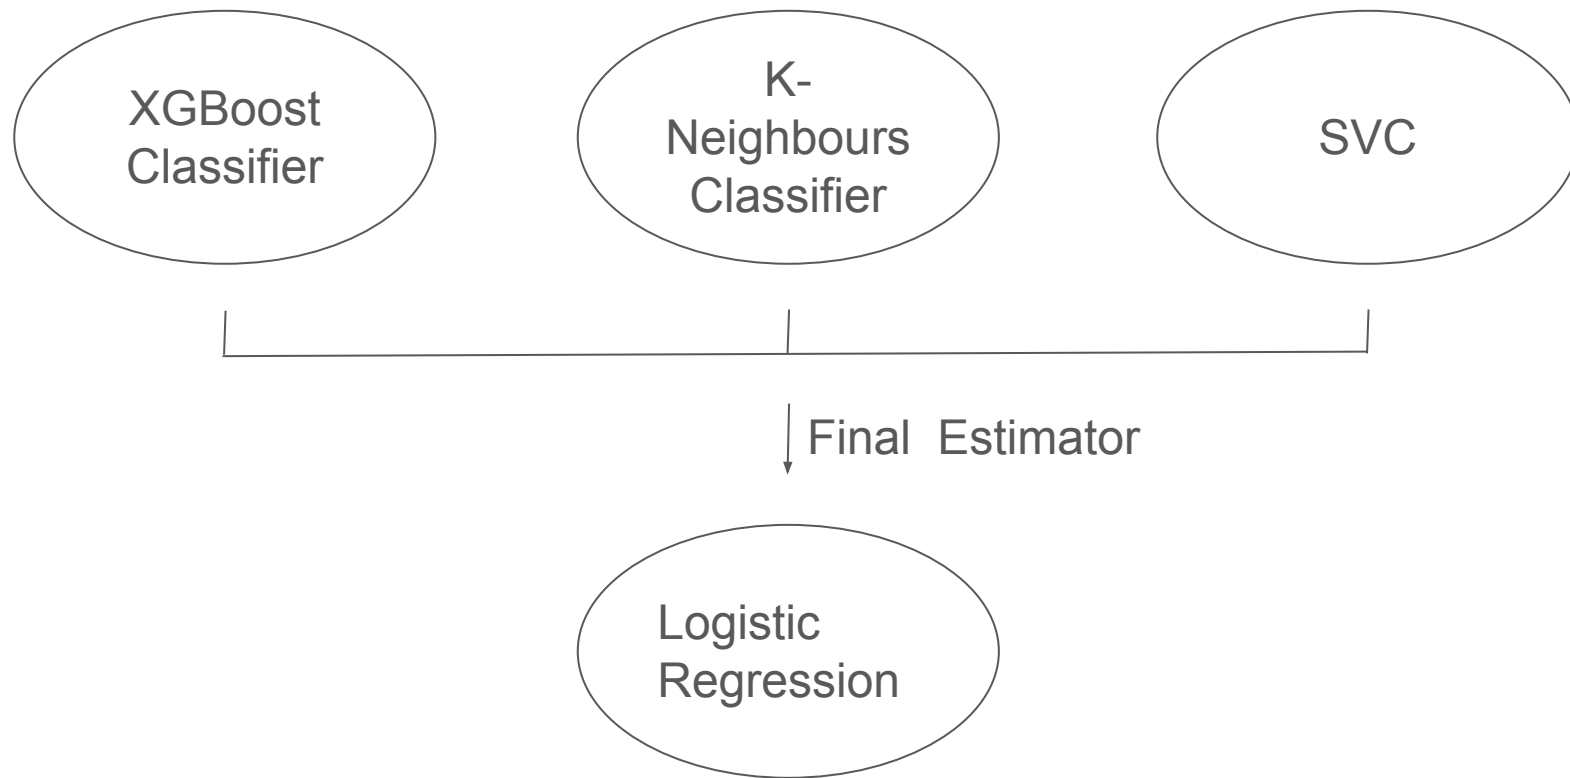 XGBoost
Classifier
K-
Neighbours
Classifier
SVC
Final Estimator
Logistic
Regression